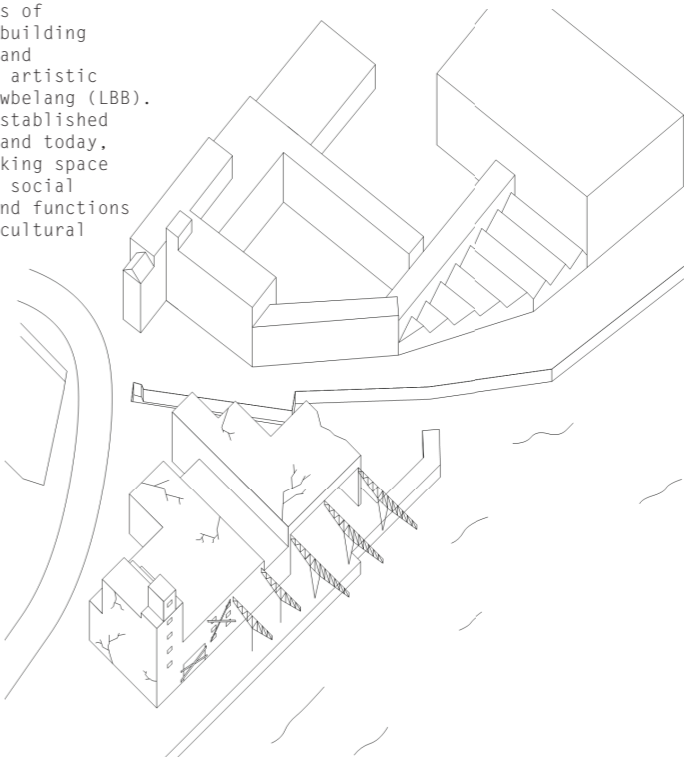 s of
building
and
artistic
wbelang (LBB).
stablished
and today,
king space
social
nd functions
cultural